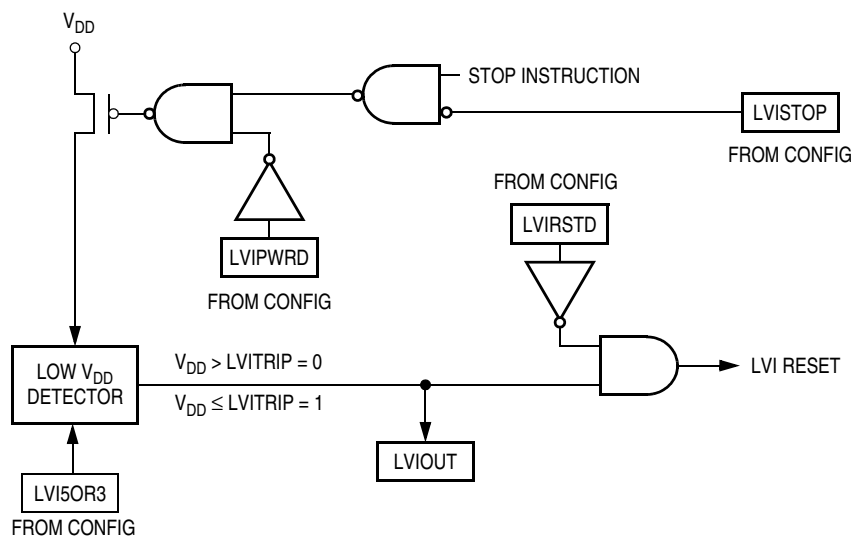 VDD
STOP INSTRUCTION
LVISTOP
FROM CONFIG
FROM CONFIG
LVIRSTD
LVIPWRD
FROM CONFIG
LOW VDD
DETECTOR
VDD > LVITRIP = 0
VDD ≤ LVITRIP = 1
LVI RESET
LVIOUT
LVI5OR3
FROM CONFIG